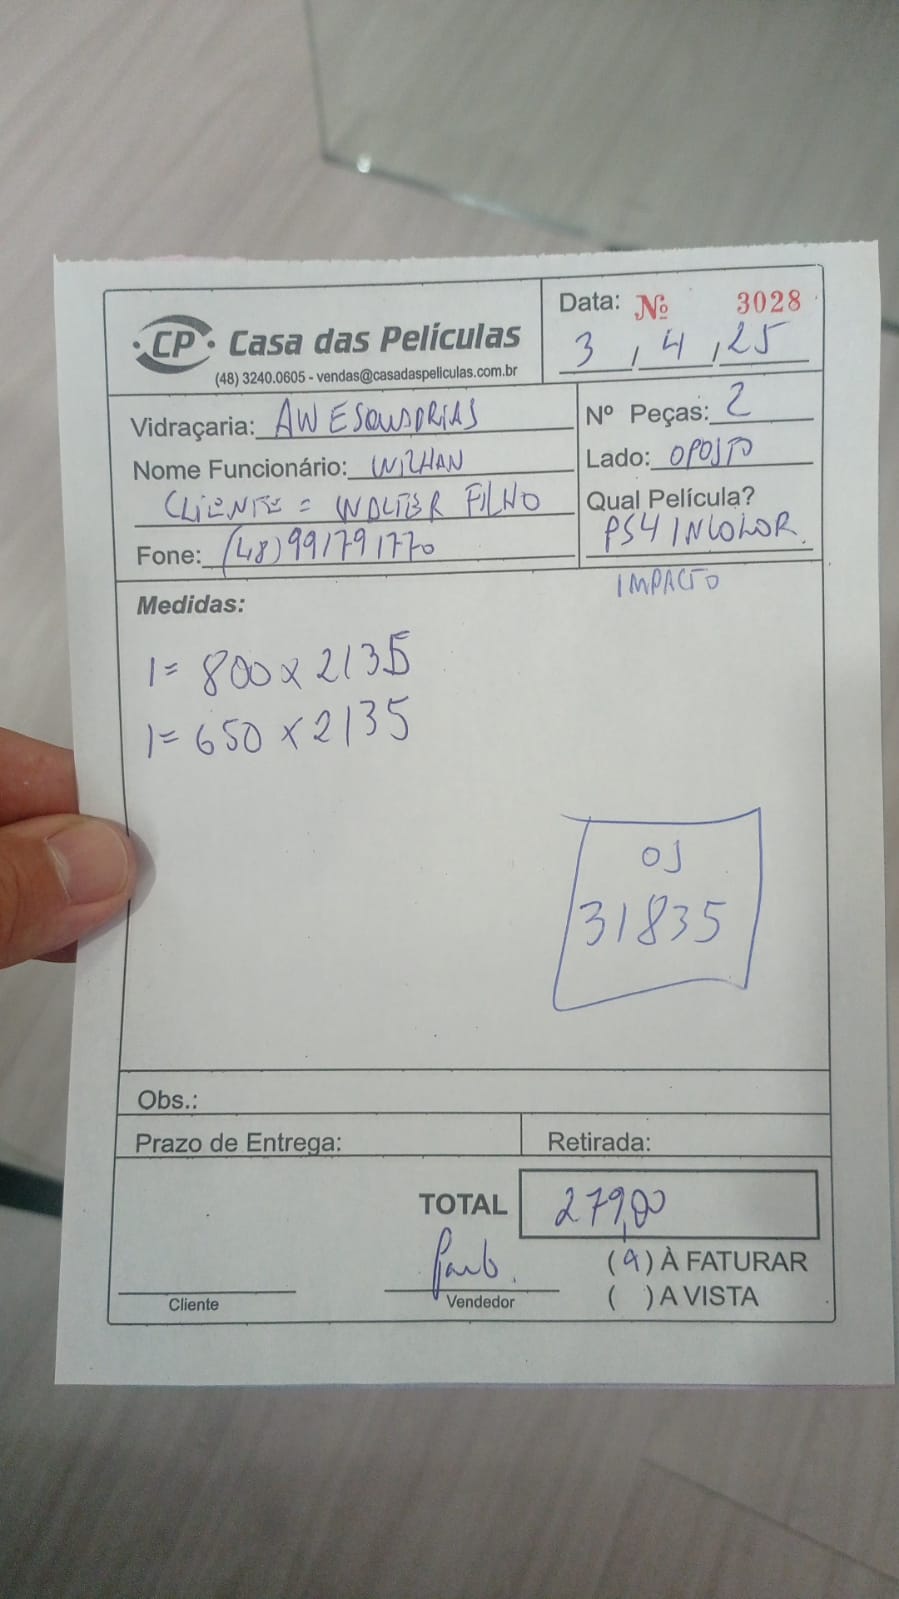 CP Casa das Películas
(48) 3240.0605 - vendas@casadaspeliculas.com.br
Data: Nº 3028
3 , 4 , 25
Vidraçaria: AW ESQUADRIAS
Nome Funcionário: WILHAN
CLIENTE = WALTER FILHO
Fone: (48) 991791770
Nº Peças: 2
Lado: OPOSTO
Qual Película?
PS4 INCOLOR
IMPACTO
Medidas:
1= 800 x 2135
1= 650 x 2135
OS
31835
Obs.:
Prazo de Entrega:
Retirada:
TOTAL 279,00
Cliente
Vendedor
( ) À FATURAR
( ) A VISTA